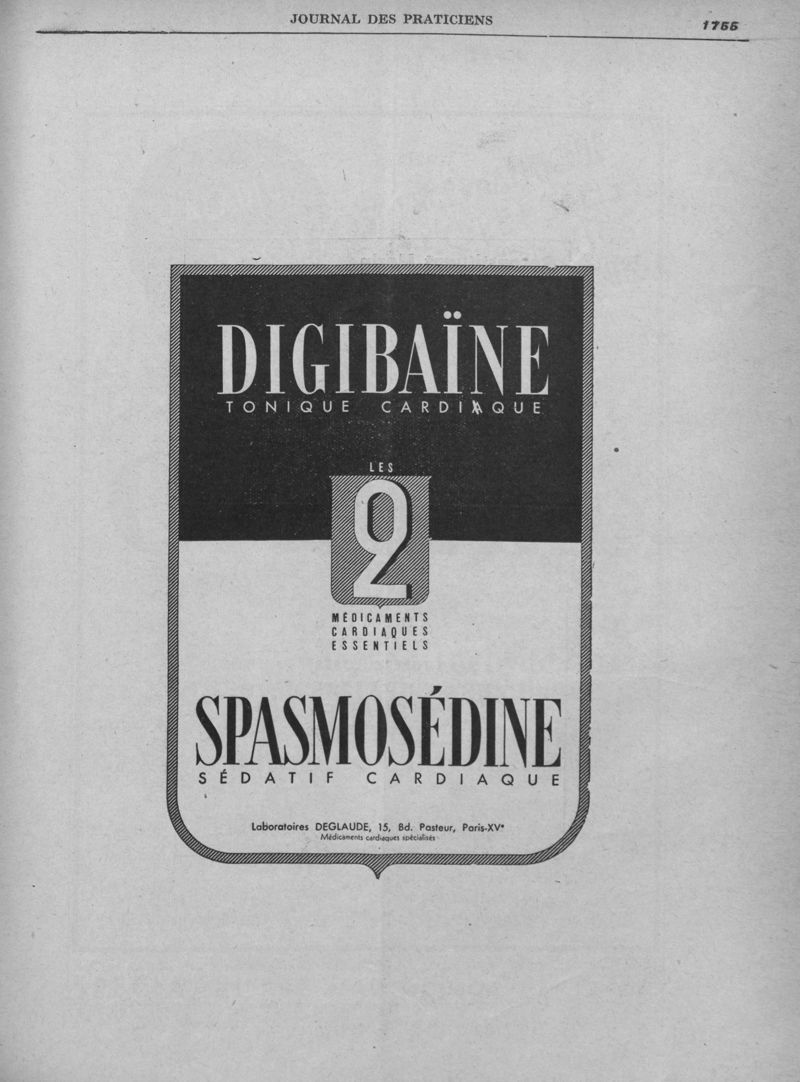 JOURNAL DES PRATICIENS
1755
DIGIBAÏNE
TONIQUE CARDIAQUE
LES
2
MÉDICAMENTS
CARDIAQUES
ESSENTIELS
SPASMOSÉDINE
SÉDATIF CARDIAQUE
Laboratoires DEGLAUDE, 15, Bd. Pasteur, Paris-XVe
Médicaments cardiaques spécialisés